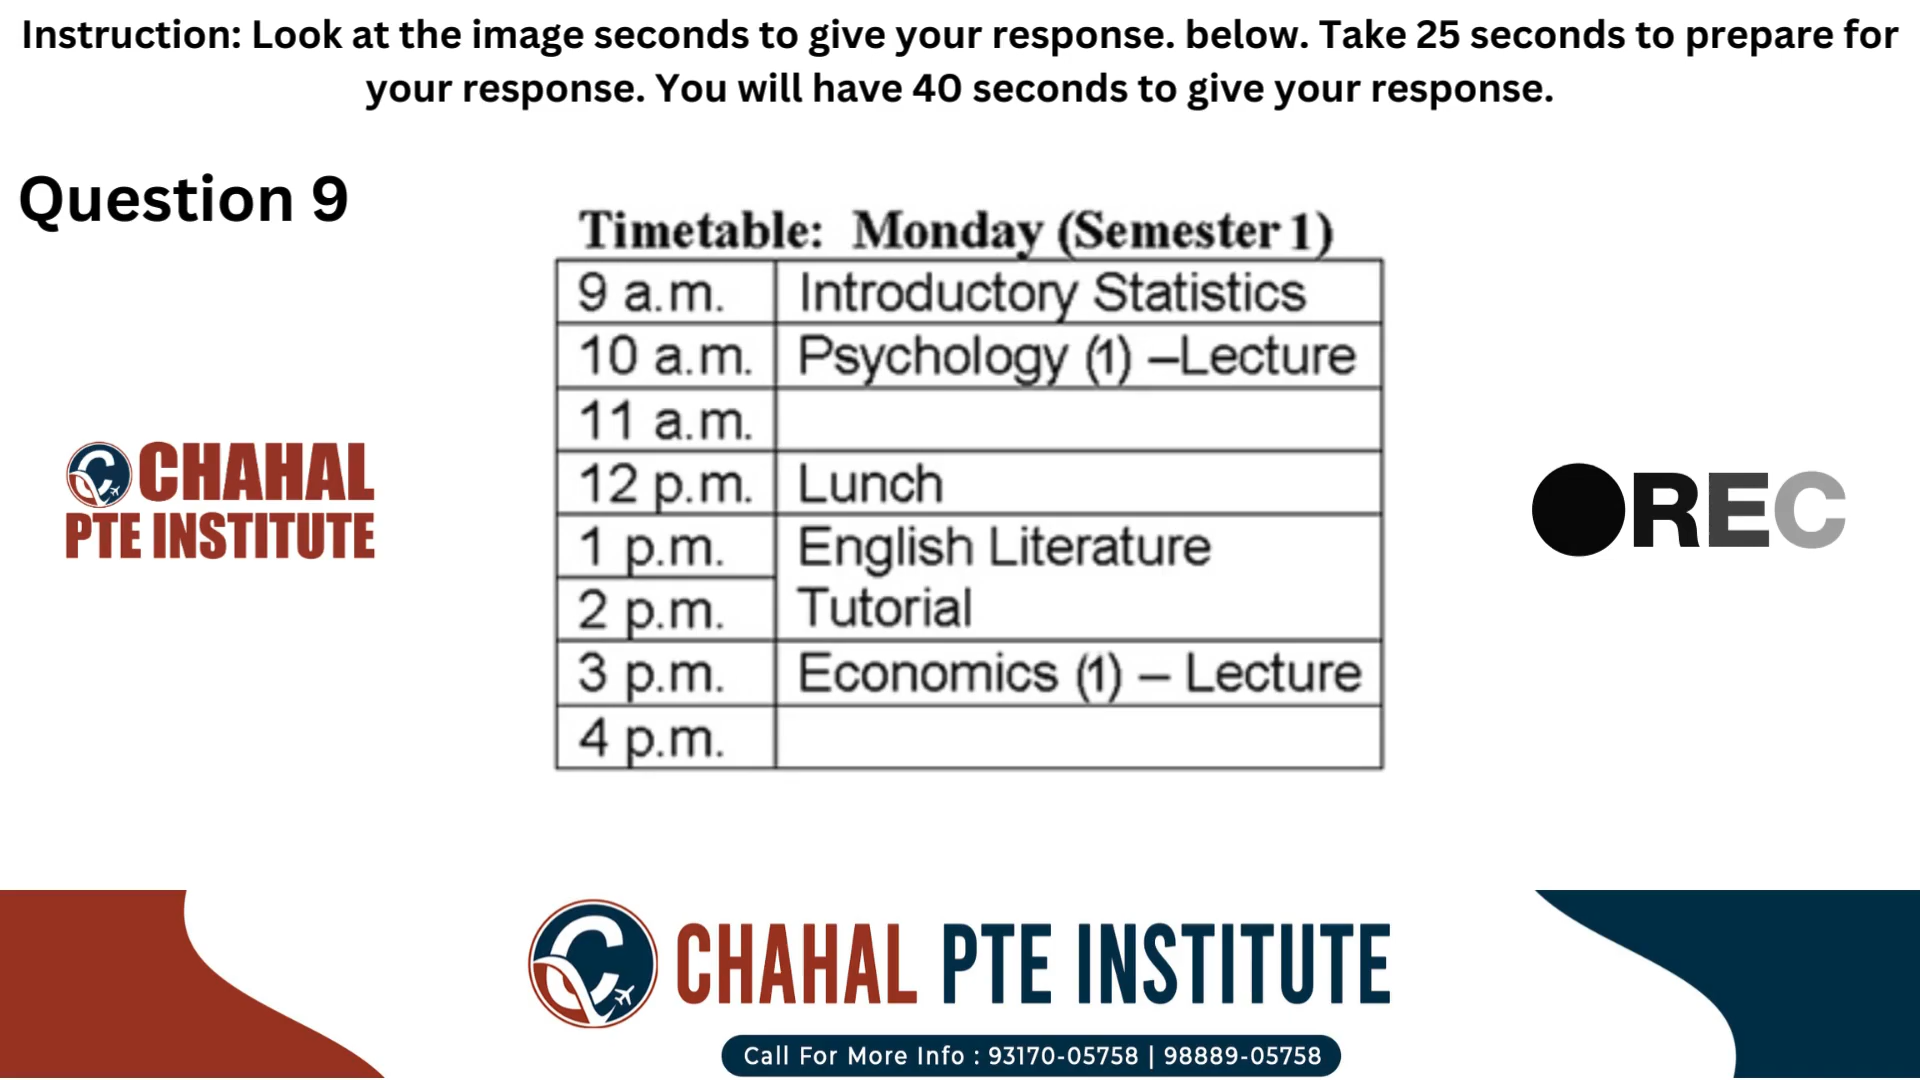 Instruction: Look at the image seconds to give your response. below. Take 25 seconds to prepare for
your response. You will have 40 seconds to give your response.
Question 9
Timetable: Monday (Semester 1)
9 a.m. Introductory Statistics
10 a.m. Psychology (1) –Lecture
11 a.m.
12 p.m. Lunch
1 p.m. English Literature
2 p.m. Tutorial
3 p.m. Economics (1) – Lecture
4 p.m.
CHAHAL
PTE INSTITUTE
REC
CHAHAL PTE INSTITUTE
Call For More Info : 93170-05758 | 98889-05758